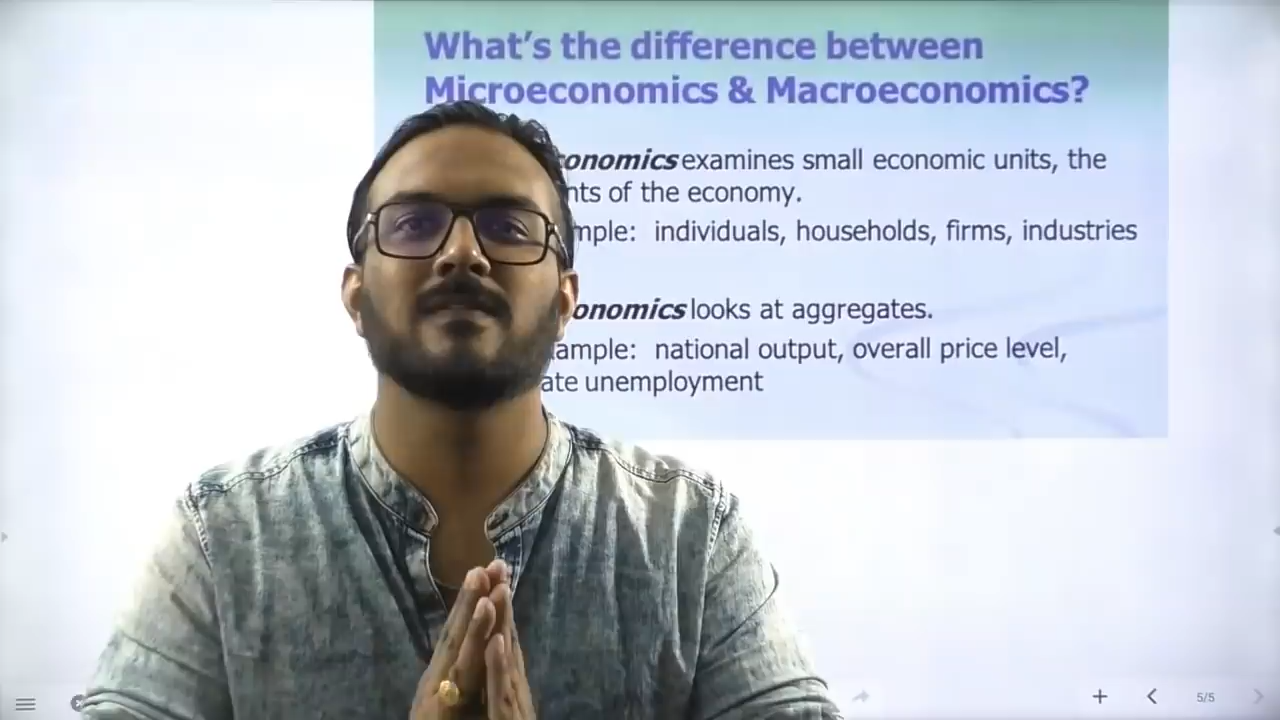 What's the difference between
Microeconomics & Macroeconomics?
onomics examines small economic units, the
nts of the economy.
mple: individuals, households, firms, industries
onomics looks at aggregates.
ample: national output, overall price level,
ate unemployment
5/5